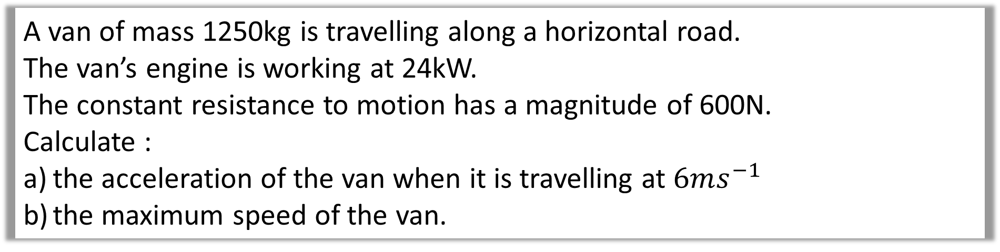 A van of mass 1250kg is travelling along a horizontal road.
The van’s engine is working at 24kW.
The constant resistance to motion has a magnitude of 600N.
Calculate :
a) the acceleration of the van when it is travelling at 6ms⁻¹
b) the maximum speed of the van.